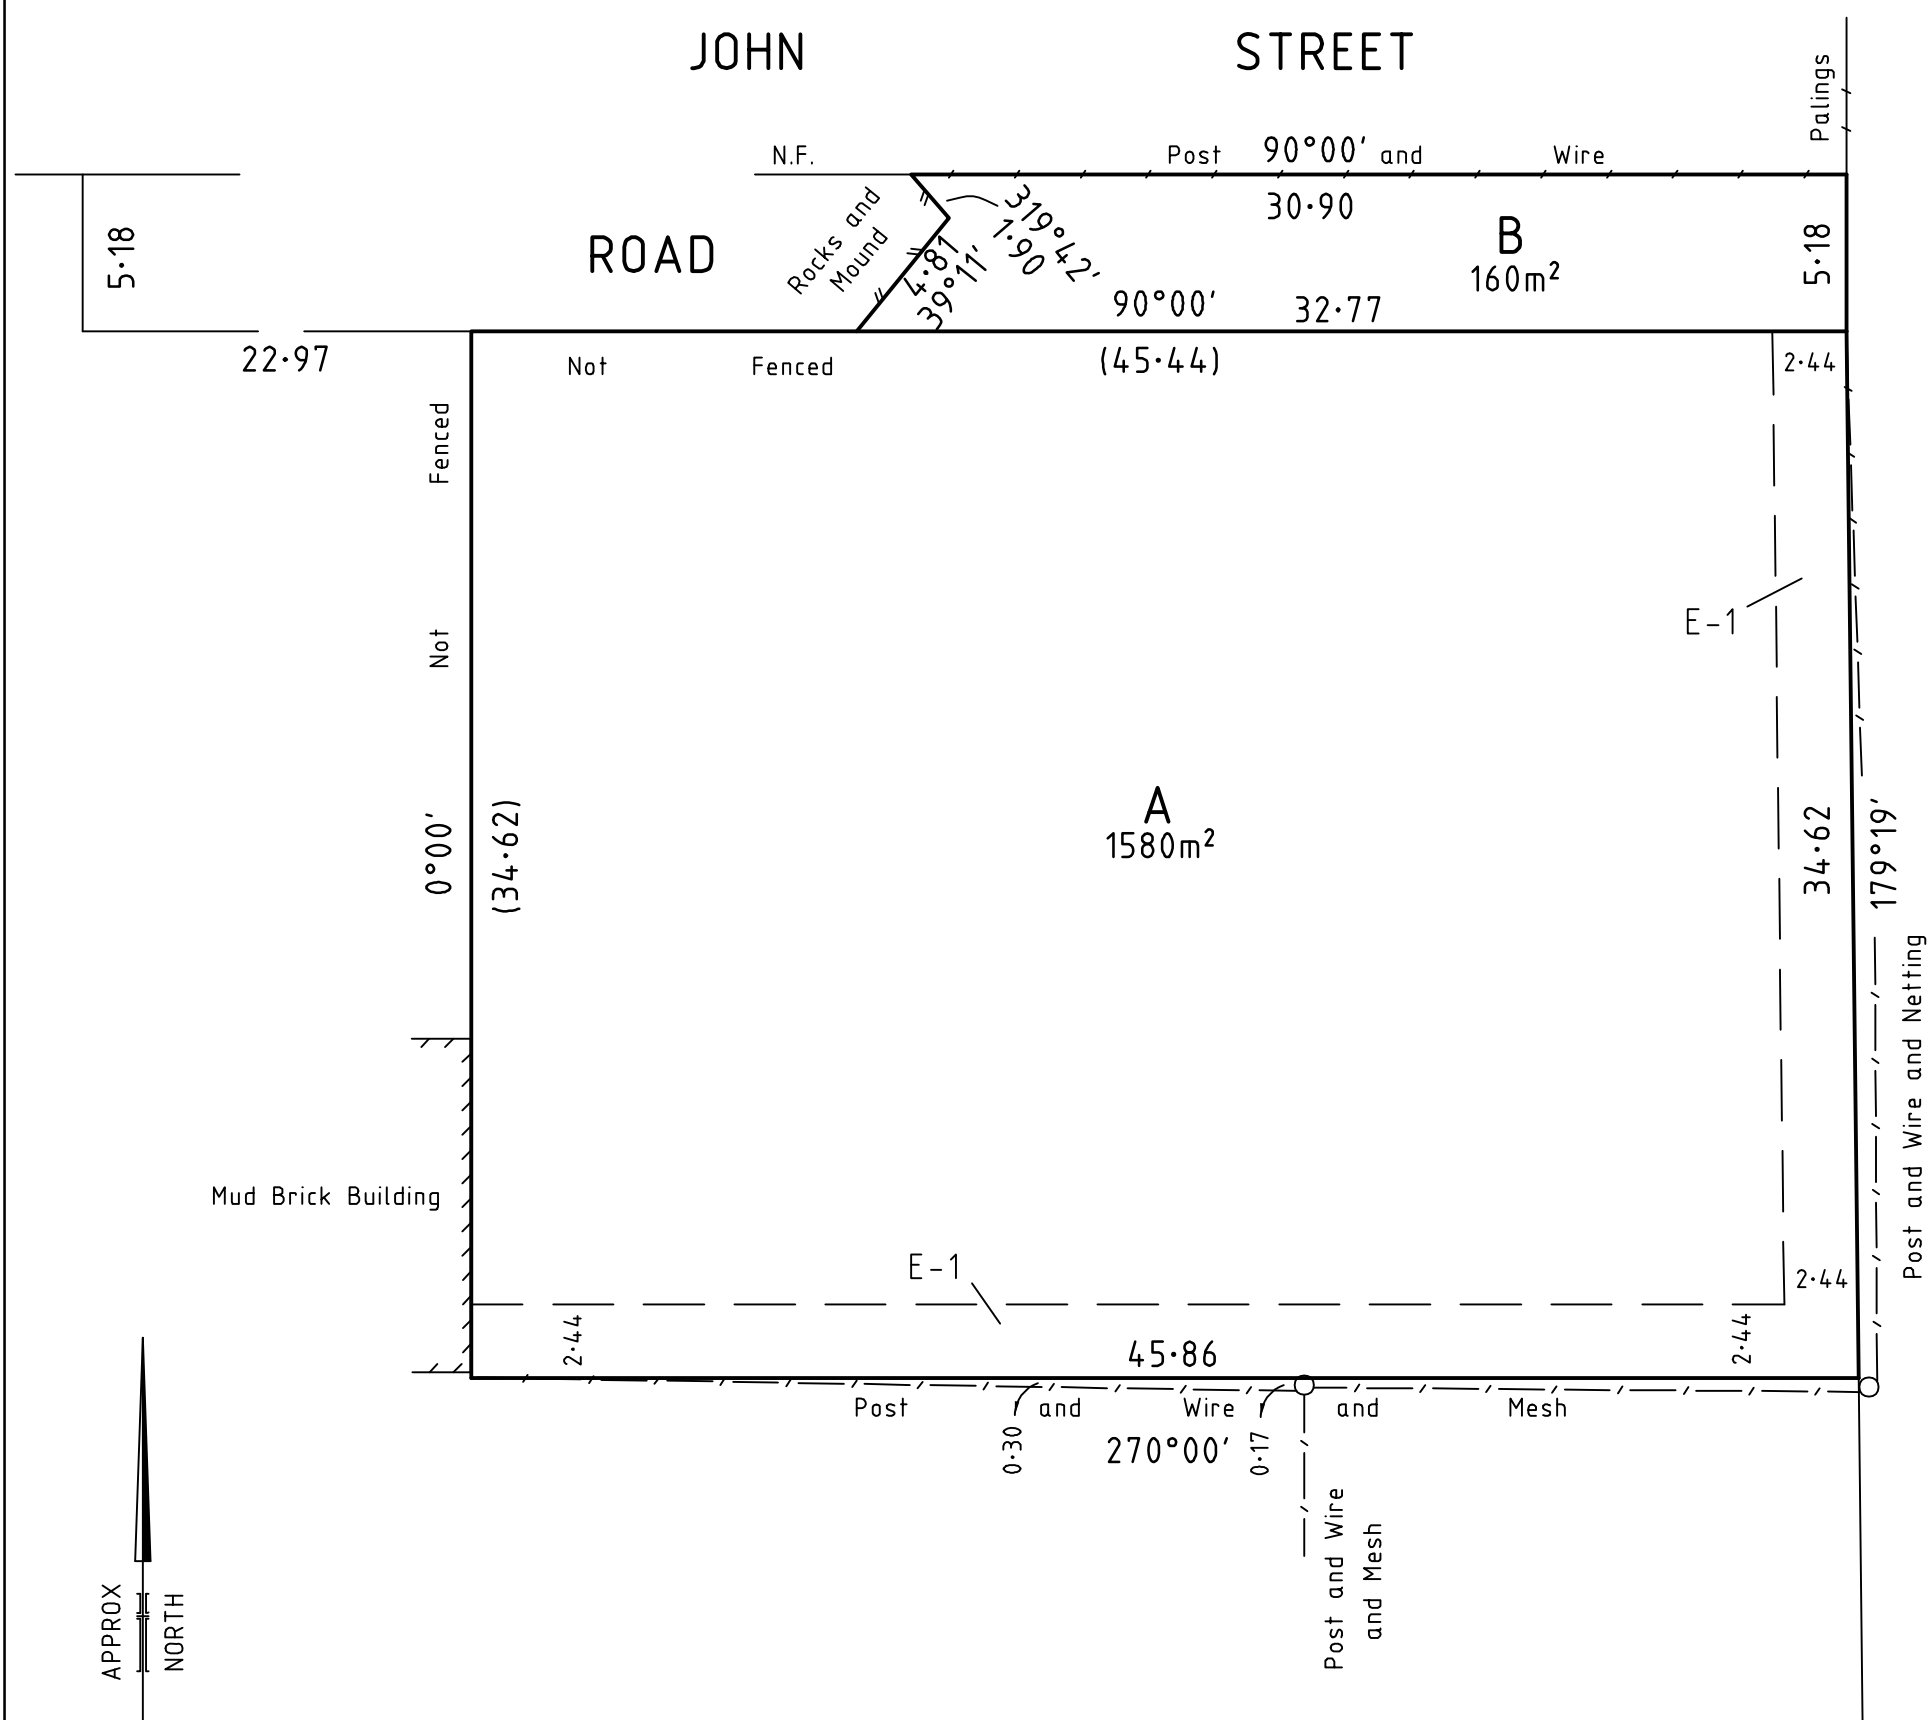 JOHN STREET
Palings
N.F.
Post 90°00' and Wire
30·90
5·18
ROAD
Rocks and
Mound
319°42'
1·90
4·81
39°11'
B
160m²
5·18
90°00' 32·77
22·97
Not Fenced
(45·44)
2·44
Not Fenced
E-1
0°00'
(34·62)
A
1580m²
34·62
179°19'
Post and Wire and Netting
Mud Brick Building
E-1
2·44
2·44
45·86
2·44
Post and Wire and Mesh
0·30
270°00'
0·17
Post and Wire
and Mesh
APPROX
NORTH